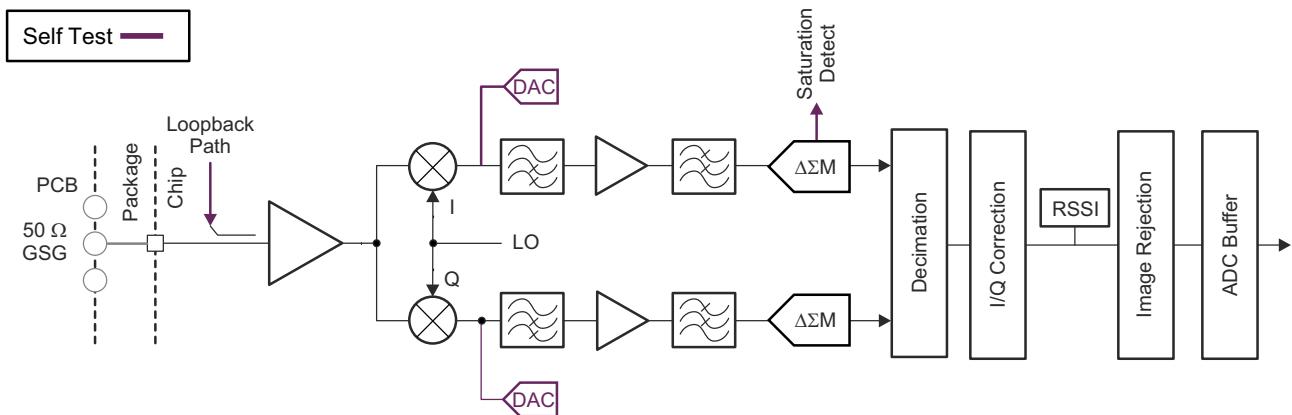 Self Test
Saturation
Detect
DAC
Loopback
Path
PCB
Package
Chip
50 Ω
GSG
ΔΣM
I
LO
Q
ΔΣM
DAC
Decimation
I/Q Correction
RSSI
Image Rejection
ADC Buffer